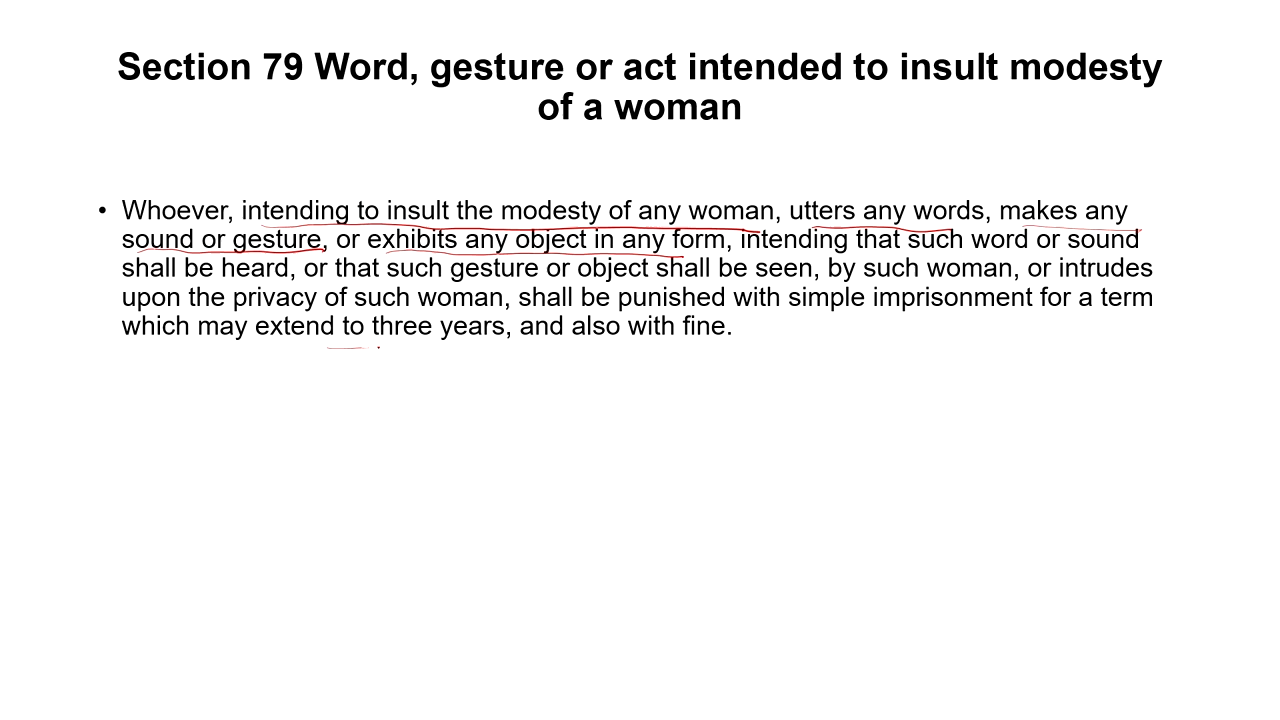 Section 79 Word, gesture or act intended to insult modesty
of a woman
• Whoever, intending to insult the modesty of any woman, utters any words, makes any
sound or gesture, or exhibits any object in any form, intending that such word or sound
shall be heard, or that such gesture or object shall be seen, by such woman, or intrudes
upon the privacy of such woman, shall be punished with simple imprisonment for a term
which may extend to three years, and also with fine.